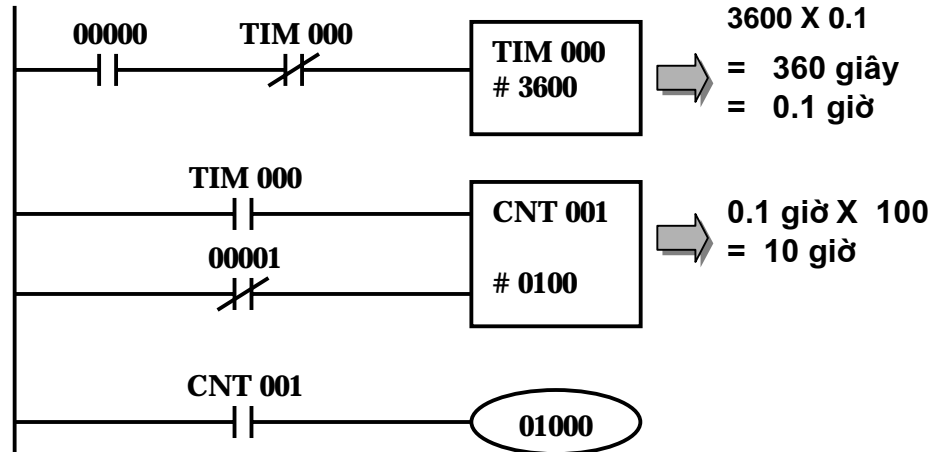 00000 TIM 000
TIM 000
# 3600
3600 X 0.1
= 360 giây
= 0.1 giờ
TIM 000
CNT 001
# 0100
0.1 giờ X 100
= 10 giờ
00001
CNT 001
01000